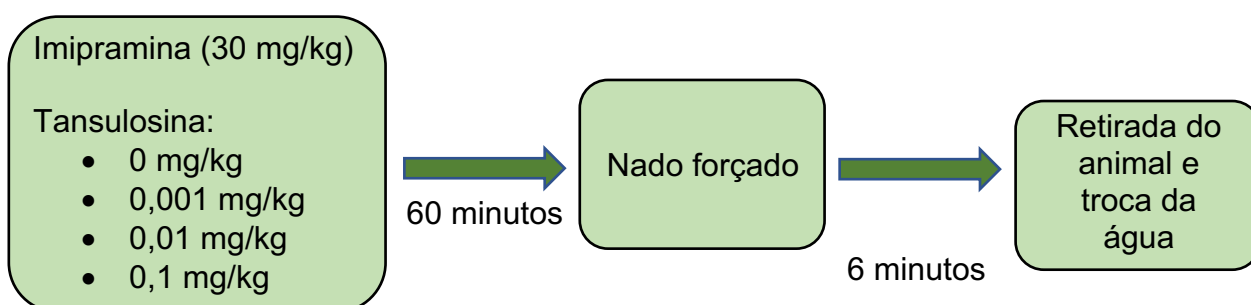 Imipramina (30 mg/kg)
Tansulosina:
• 0 mg/kg
• 0,001 mg/kg
• 0,01 mg/kg
• 0,1 mg/kg
60 minutos
Nado forçado
6 minutos
Retirada do
animal e
troca da
água